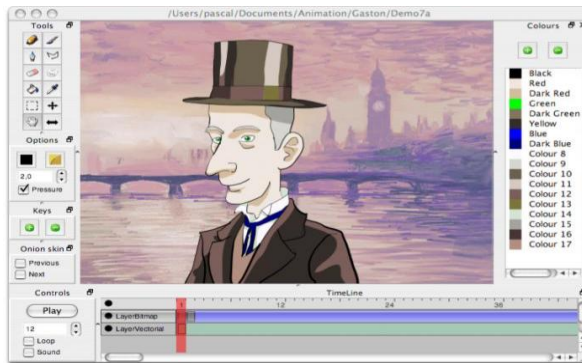 /Users/pascal/Documents/Animation/Gaston/Demo7a
Tools
Options
2,0
Pressure
Keys
Onion skin
Previous
Next
Colours
Black
Red
Dark Red
Green
Dark Green
Yellow
Blue
Dark Blue
Colour 8
Colour 9
Colour 10
Colour 11
Colour 12
Colour 13
Colour 14
Colour 15
Colour 16
Colour 17
Controls
Play
12
Loop
Sound
TimeLine
1 12 24 36
LayerBitmap
LayerVectorial